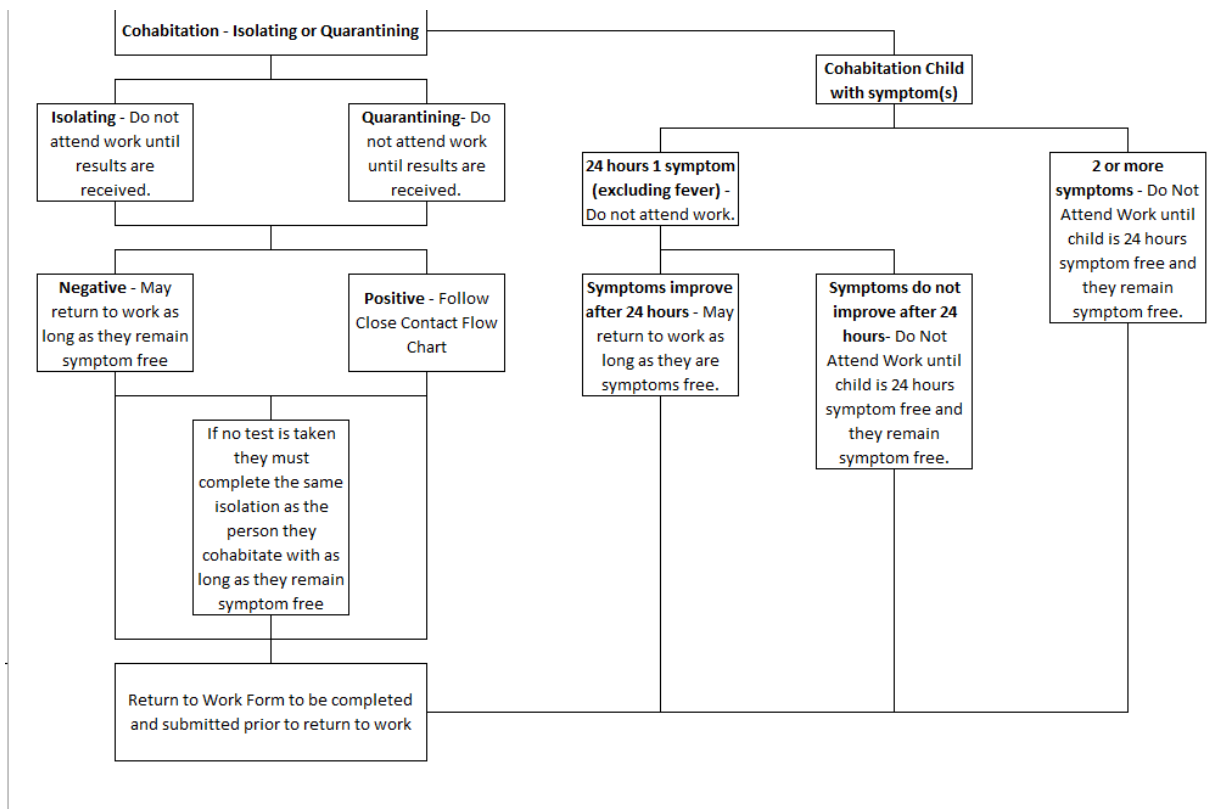 Cohabitation - Isolating or Quarantining
Cohabitation Child
with symptom(s)
Isolating - Do not
attend work until
results are
received.
Quarantining- Do
not attend work
until results are
received.
24 hours 1 symptom
(excluding fever) -
Do not attend work.
2 or more
symptoms - Do Not
Attend Work until
child is 24 hours
symptom free and
they remain
symptom free.
Negative - May
return to work as
long as they remain
symptom free
Positive - Follow
Close Contact Flow
Chart
Symptoms improve
after 24 hours - May
return to work as
long as they are
symptoms free.
Symptoms do not
improve after 24
hours- Do Not
Attend Work until
child is 24 hours
symptom free and
they remain
symptom free.
If no test is taken
they must
complete the same
isolation as the
person they
cohabitate with as
long as they remain
symptom free
Return to Work Form to be completed
and submitted prior to return to work